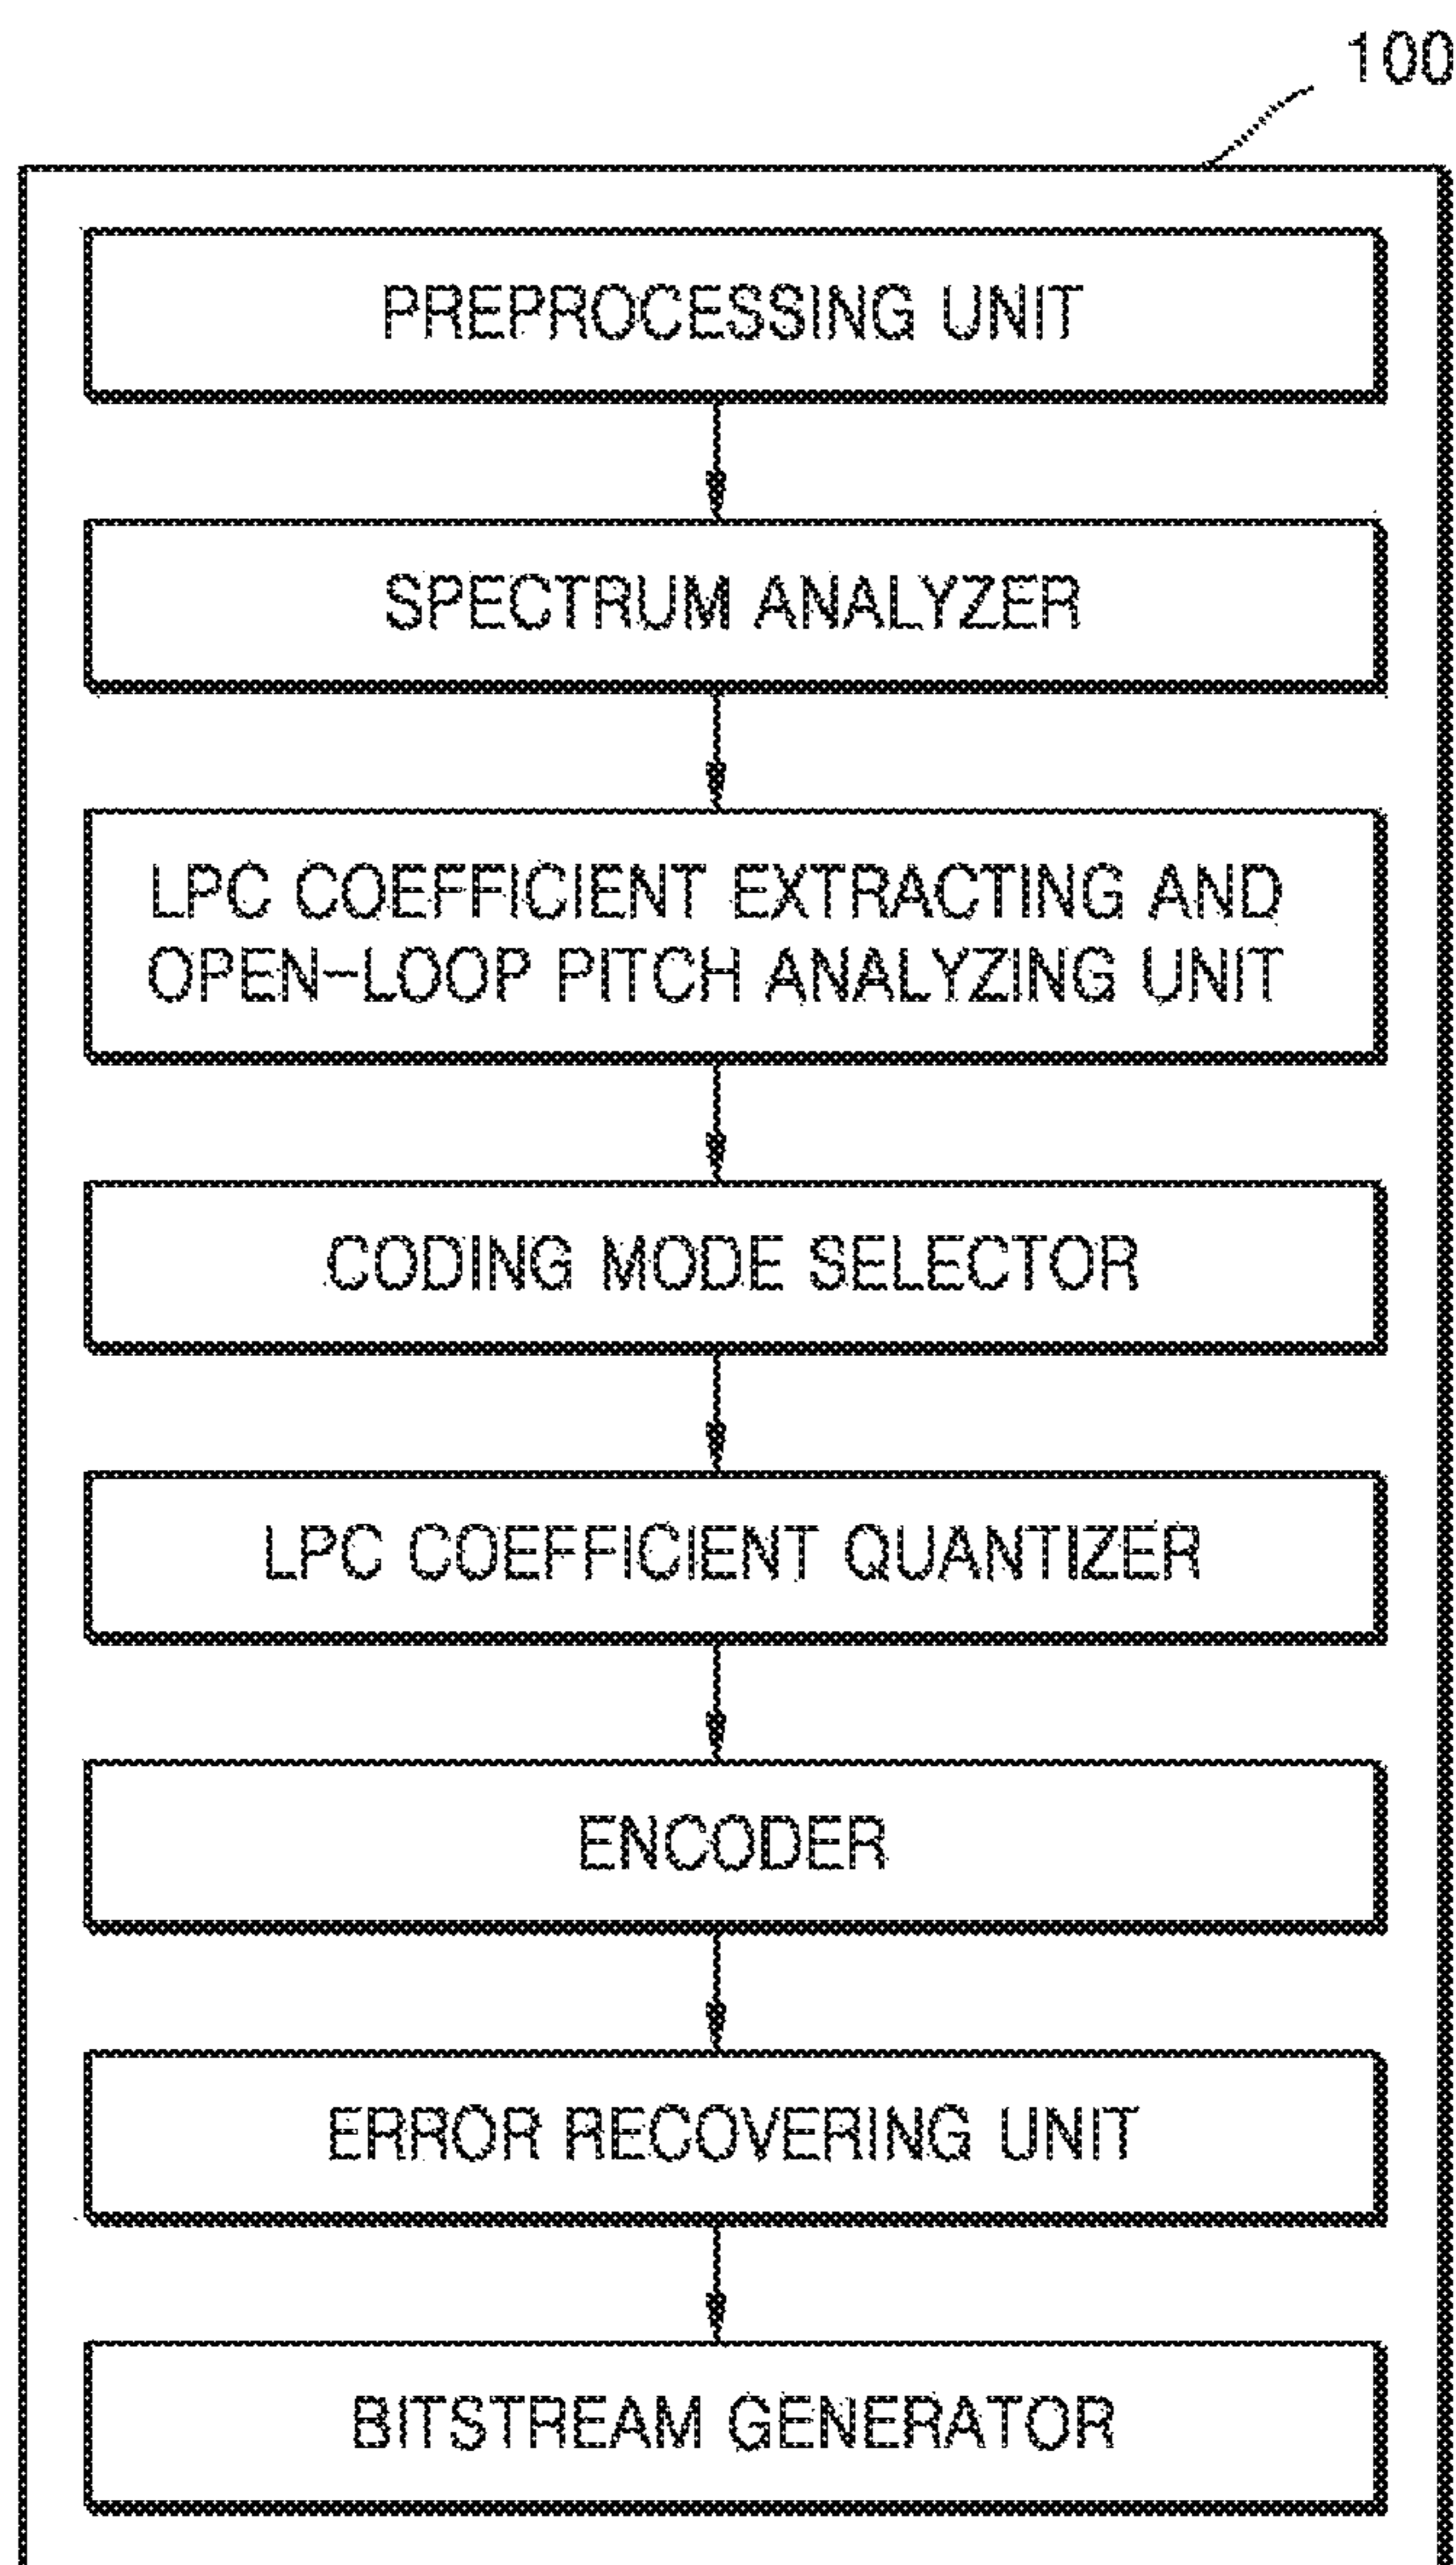 100
PREPROCESSING UNIT
SPECTRUM ANALYZER
LPC COEFFICIENT EXTRACTING AND
OPEN-LOOP PITCH ANALYZING UNIT
CODING MODE SELECTOR
LPC COEFFICIENT QUANTIZER
ENCODER
ERROR RECOVERING UNIT
BITSTREAM GENERATOR